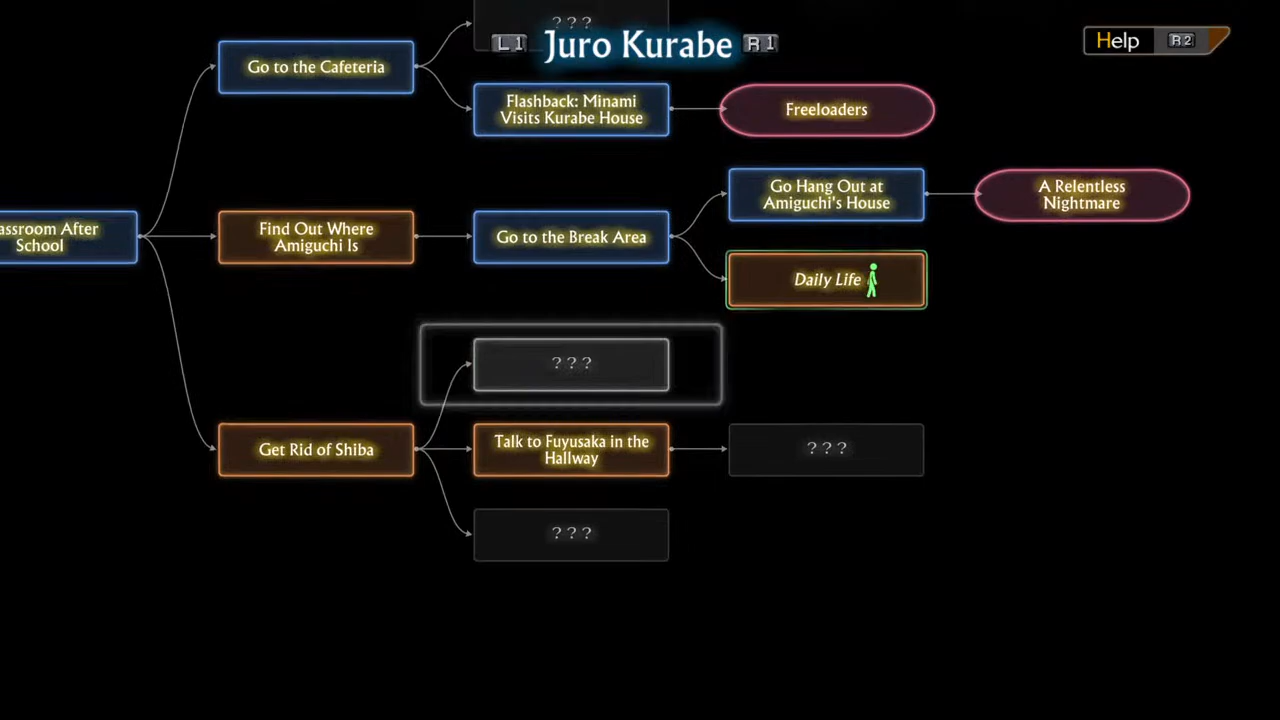 ? ? ?
L1 Juro Kurabe R1
Help R2
Go to the Cafeteria
Flashback: Minami
Visits Kurabe House
Freeloaders
Go Hang Out at
Amiguchi's House
A Relentless
Nightmare
assroom After
School
Find Out Where
Amiguchi Is
Go to the Break Area
Daily Life
? ? ?
Get Rid of Shiba
Talk to Fuyusaka in the
Hallway
? ? ?
? ? ?